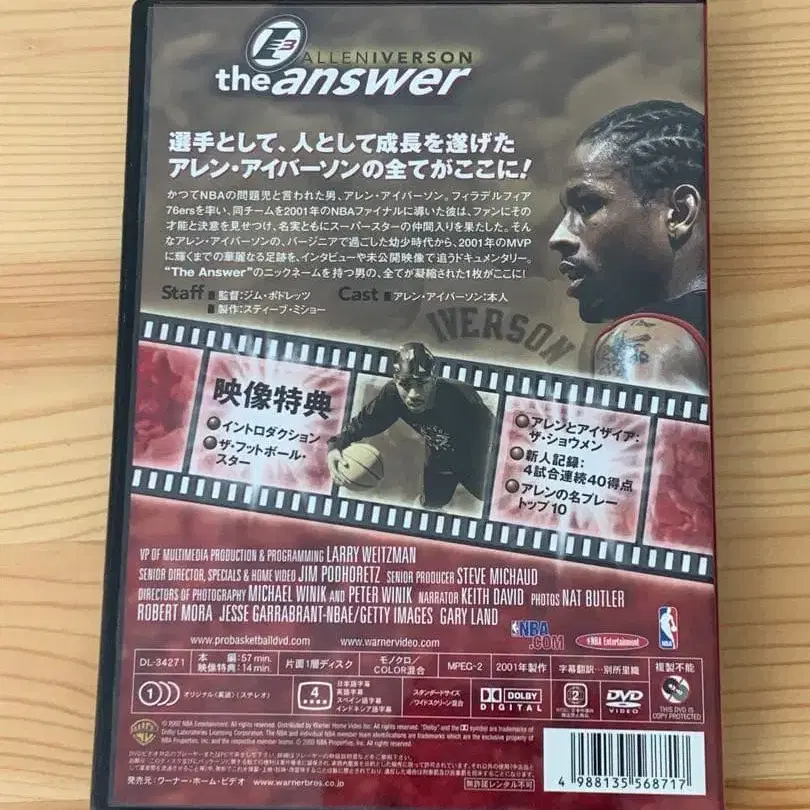 I3
ALLENIVERSON
the answer
選手として、人として成長を遂げた
アレン・アイバーソンの全てがここに!
かつてNBAの問題児と言われた男、アレン・アイバーソン。フィラデルフィア
76ersを率い、同チームを2001年のNBAファイナルに導いた彼は、ファンにその
才能と決意を見せつけ、名実ともにスーパースターの仲間入りを果たした。そん
なアレン・アイバーソンの、バージニアで過ごした幼少時代から、2001年のMVP
に輝くまでの華麗なる足跡を、インタビューや未公開映像で追うドキュメンタリー。
"The Answer"のニックネームを持つ男の、全てが凝縮された1枚がここに!
Staff 監督:ジム・ポドレッツ Cast アレン・アイバーソン:本人
製作:スティーブ・ミショー
IVERSON
映像特典
イントロダクション
ザ・フットボール・
スター
アレンとアイザイア:
ザ・ショウメン
新人記録:
4試合連続40得点
アレンの名プレー
トップ10
VP OF MULTIMEDIA PRODUCTION & PROGRAMMING LARRY WEITZMAN
SENIOR DIRECTOR, SPECIALS & HOME VIDEO JIM PODHORETZ SENIOR PRODUCER STEVE MICHAUD
DIRECTORS OF PHOTOGRAPHY MICHAEL WINIK AND PETER WINIK NARRATOR KEITH DAVID PHOTOS NAT BUTLER
ROBERT MORA JESSE GARRABRANT-NBAE/GETTY IMAGES GARY LAND
www.probasketballdvd.com www.warnervideo.com
NBA.COM
NBA Entertainment
NBA
DL-34271 本編:57min. 映像特典:14min. 片面1層ディスク モノクロ/COLOR混合 MPEG-2 2001年製作 字幕翻訳…別所里織 複製不能
1 オリジナル(英語)(ステレオ)
4 日本語字幕
英語字幕
スペイン語字幕
インドネシア語字幕
スタンダードサイズ
/ワイドスクリーン混合
DOLBY
DIGITAL
2
DVD
VIDEO
THIS DVD IS
COPY PROTECTED
発売元:ワーナー・ホーム・ビデオ www.warnerbros.co.jp 無許諾レンタル不可
4 988135 568717